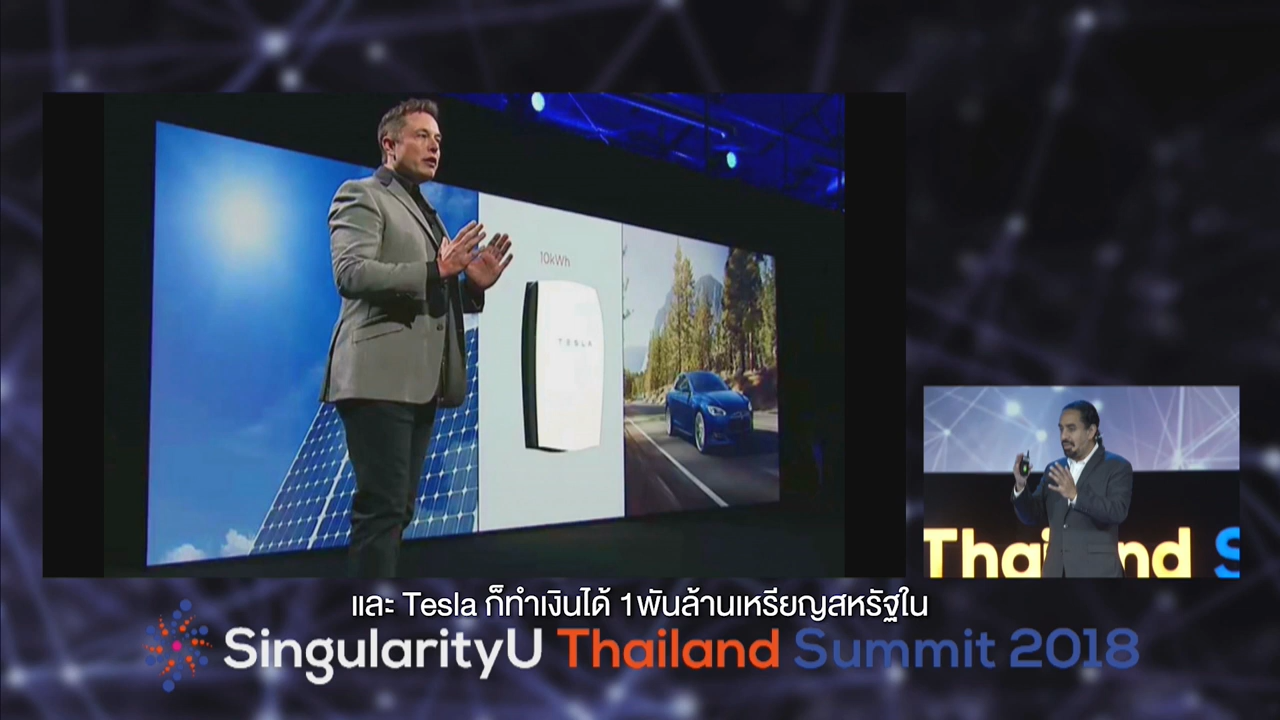 10kWh
TESLA
Thailand S
และ Tesla ก็ทำเงินได้ 1พันล้านเหรียญสหรัฐใน
SingularityU Thailand Summit 2018